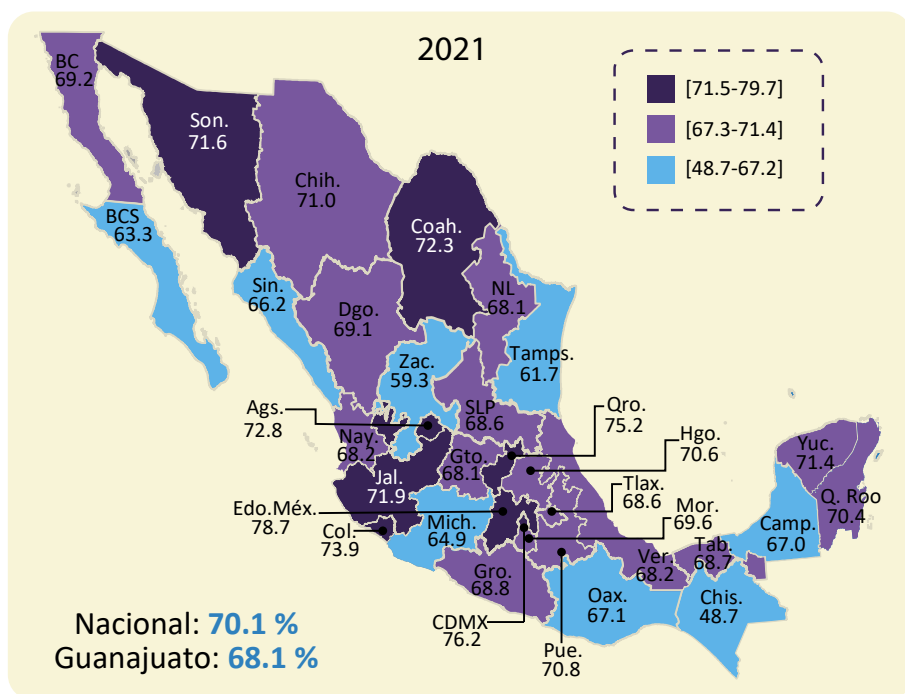 2021
[71.5-79.7]
[67.3-71.4]
[48.7-67.2]
BC
69.2
Son.
71.6
Chih.
71.0
BCS
63.3
Coah.
72.3
Sin.
66.2
NL
68.1
Dgo.
69.1
Zac.
59.3
Tamps.
61.7
Ags.
72.8
SLP
68.6
Qro.
75.2
Nay.
68.2
Hgo.
70.6
Gto.
68.1
Yuc.
71.4
Jal.
71.9
Tlax.
68.6
Q. Roo
70.4
Edo.Méx.
78.7
Mor.
69.6
Mich.
64.9
Camp.
67.0
Col.
73.9
Tab.
68.7
Ver.
68.2
Gro.
68.8
Oax.
67.1
Chis.
48.7
CDMX
76.2
Pue.
70.8
Nacional: 70.1 %
Guanajuato: 68.1 %